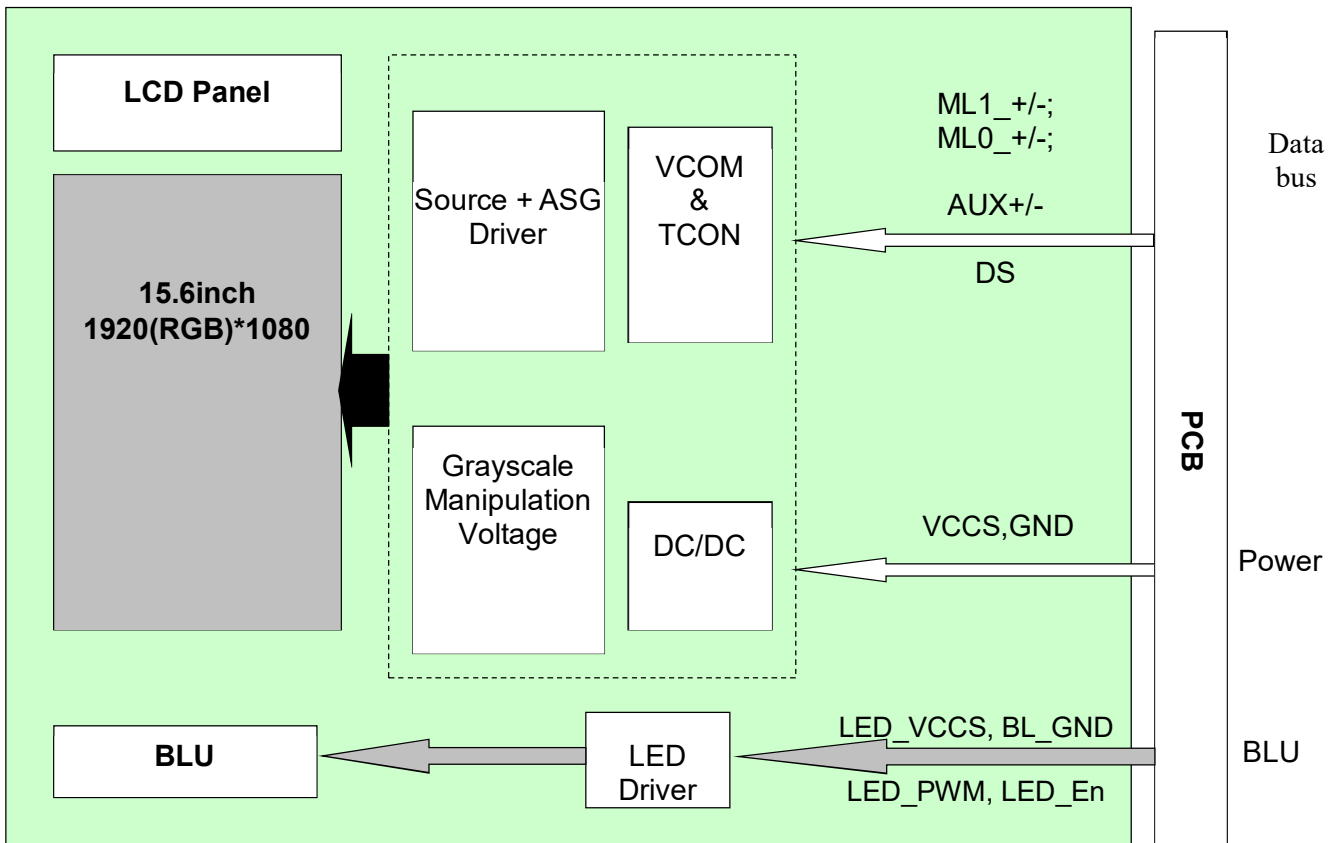 LCD Panel
15.6inch
1920(RGB)*1080
Source + ASG
Driver
VCOM
&
TCON
Grayscale
Manipulation
Voltage
DC/DC
ML1_+/-;
ML0_+/-;
AUX+/-
DS
VCCS,GND
PCB
Data
bus
Power
BLU
LED
Driver
LED_VCCS, BL_GND
LED_PWM, LED_En
BLU